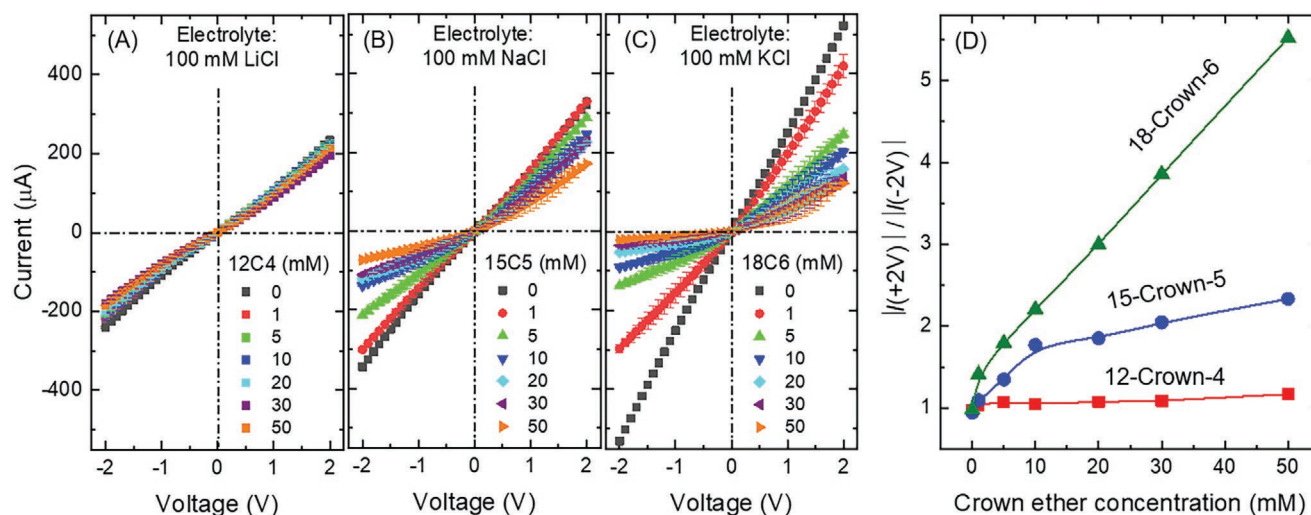 (A)
Electrolyte:
100 mM LiCl
400
200
0
-200
-400
Current (µA)
12C4 (mM)
0
1
5
10
20
30
50
-2 -1 0 1 2
Voltage (V)
(B)
Electrolyte:
100 mM NaCl
15C5 (mM)
0
1
5
10
20
30
50
-2 -1 0 1 2
Voltage (V)
(C)
Electrolyte:
100 mM KCl
18C6 (mM)
0
1
5
10
20
30
50
-2 -1 0 1 2
Voltage (V)
(D)
|I(+2V)| / |I(-2V)|
5
4
3
2
1
18-Crown-6
15-Crown-5
12-Crown-4
0 10 20 30 40 50
Crown ether concentration (mM)